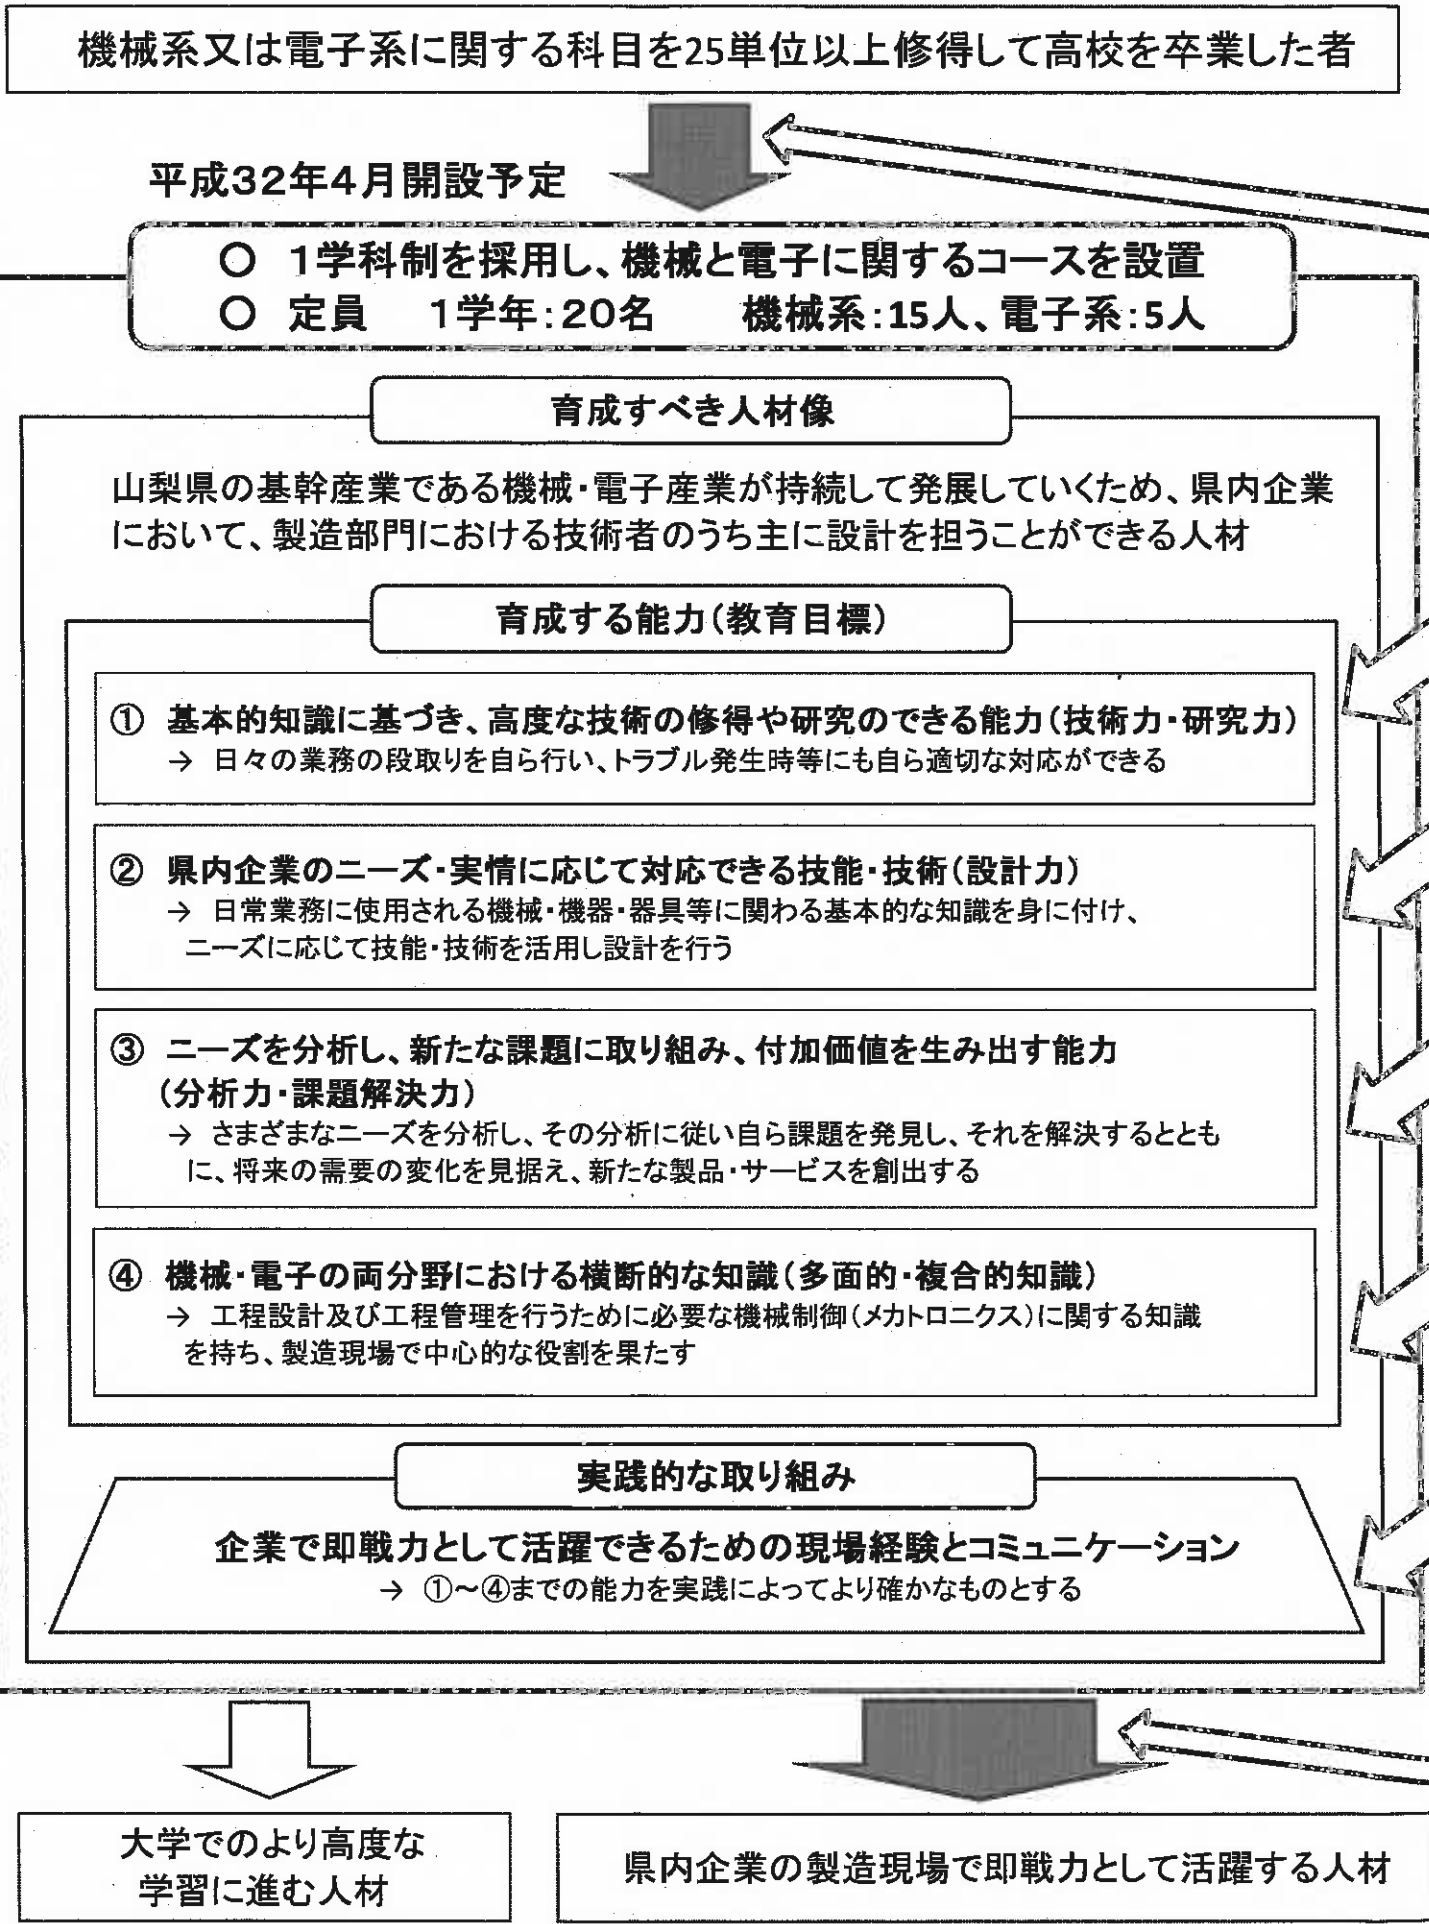 機械系又は電子系に関する科目を25単位以上修得して高校を卒業した者
平成32年4月開設予定
○ 1学科制を採用し、機械と電子に関するコースを設置
○ 定員 1学年:20名 機械系:15人、電子系:5人
育成すべき人材像
山梨県の基幹産業である機械・電子産業が持続して発展していくため、県内企業
において、製造部門における技術者のうち主に設計を担うことができる人材
育成する能力(教育目標)
① 基本的知識に基づき、高度な技術の修得や研究のできる能力(技術力・研究力)
→ 日々の業務の段取りを自ら行い、トラブル発生時等にも自ら適切な対応ができる
② 県内企業のニーズ・実情に応じて対応できる技能・技術(設計力)
→ 日常業務に使用される機械・機器・器具等に関わる基本的な知識を身に付け、
ニーズに応じて技能・技術を活用し設計を行う
③ ニーズを分析し、新たな課題に取り組み、付加価値を生み出す能力
(分析力・課題解決力)
→ さまざまなニーズを分析し、その分析に従い自ら課題を発見し、それを解決するととも
に、将来の需要の変化を見据え、新たな製品・サービスを創出する
④ 機械・電子の両分野における横断的な知識(多面的・複合的知識)
→ 工程設計及び工程管理を行うために必要な機械制御(メカトロニクス)に関する知識
を持ち、製造現場で中心的な役割を果たす
実践的な取り組み
企業で即戦力として活躍できるための現場経験とコミュニケーション
→ ①~④までの能力を実践によってより確かなものとする
大学でのより高度な
学習に進む人材
県内企業の製造現場で即戦力として活躍する人材